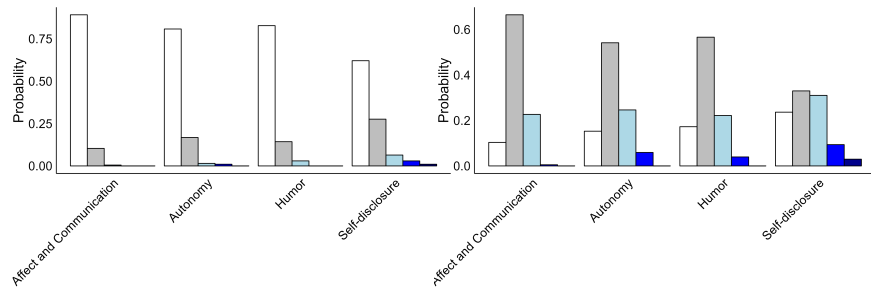 Probability
0.75
0.50
0.25
0.00
Affect and Communication
Autonomy
Humor
Self-disclosure
Probability
0.6
0.4
0.2
0.0
Affect and Communication
Autonomy
Humor
Self-disclosure